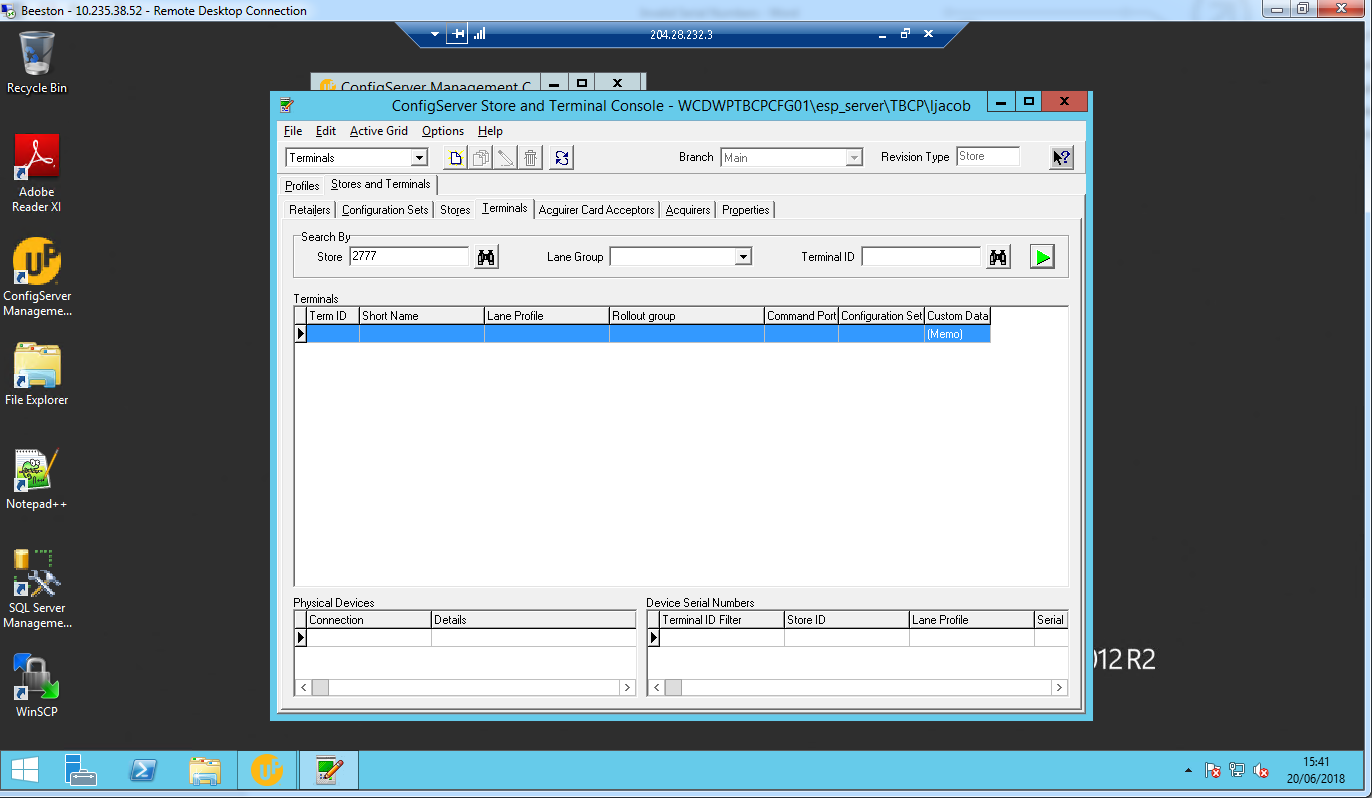 Beeston - 10.235.38.52 - Remote Desktop Connection
204.28.232.3
Recycle Bin
Adobe
Reader XI
UP
ConfigServer
Manageme...
File Explorer
Notepad++
SQL Server
Manageme...
WinSCP
ConfigServer Management C
ConfigServer Store and Terminal Console - WCDWPTBCPCFG01\esp_server\TBCP\ljacob
File Edit Active Grid Options Help
Terminals Branch Main Revision Type Store
Profiles Stores and Terminals
Retailers Configuration Sets Stores Terminals Acquirer Card Acceptors Acquirers Properties
Search By
Store 2777 Lane Group Terminal ID
Terminals
Term ID Short Name Lane Profile Rollout group Command Port Configuration Set Custom Data
(Memo)
Physical Devices Device Serial Numbers
Connection Details Terminal ID Filter Store ID Lane Profile Serial
012 R2
15:41
20/06/2018